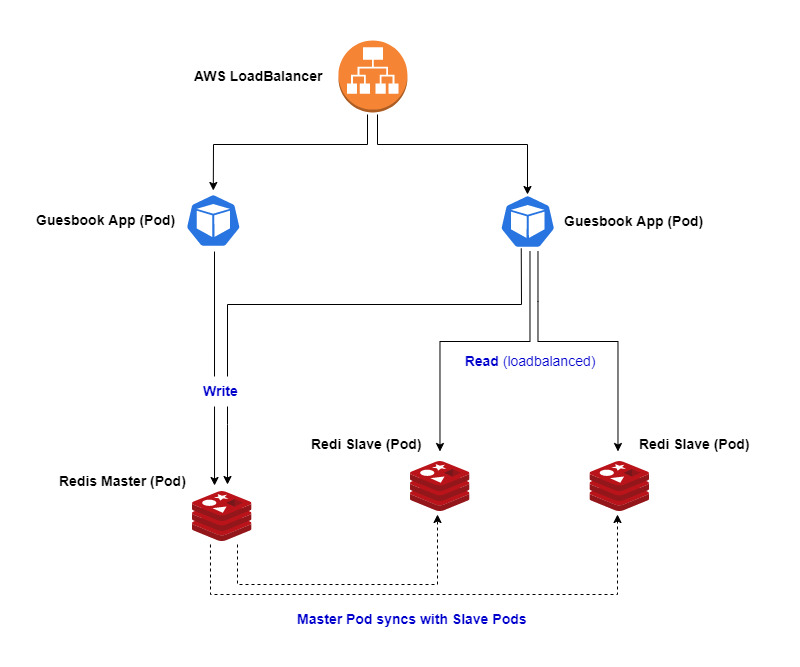 AWS LoadBalancer
Guesbook App (Pod)
Guesbook App (Pod)
Read (loadbalanced)
Write
Redi Slave (Pod)
Redi Slave (Pod)
Redis Master (Pod)
Master Pod syncs with Slave Pods